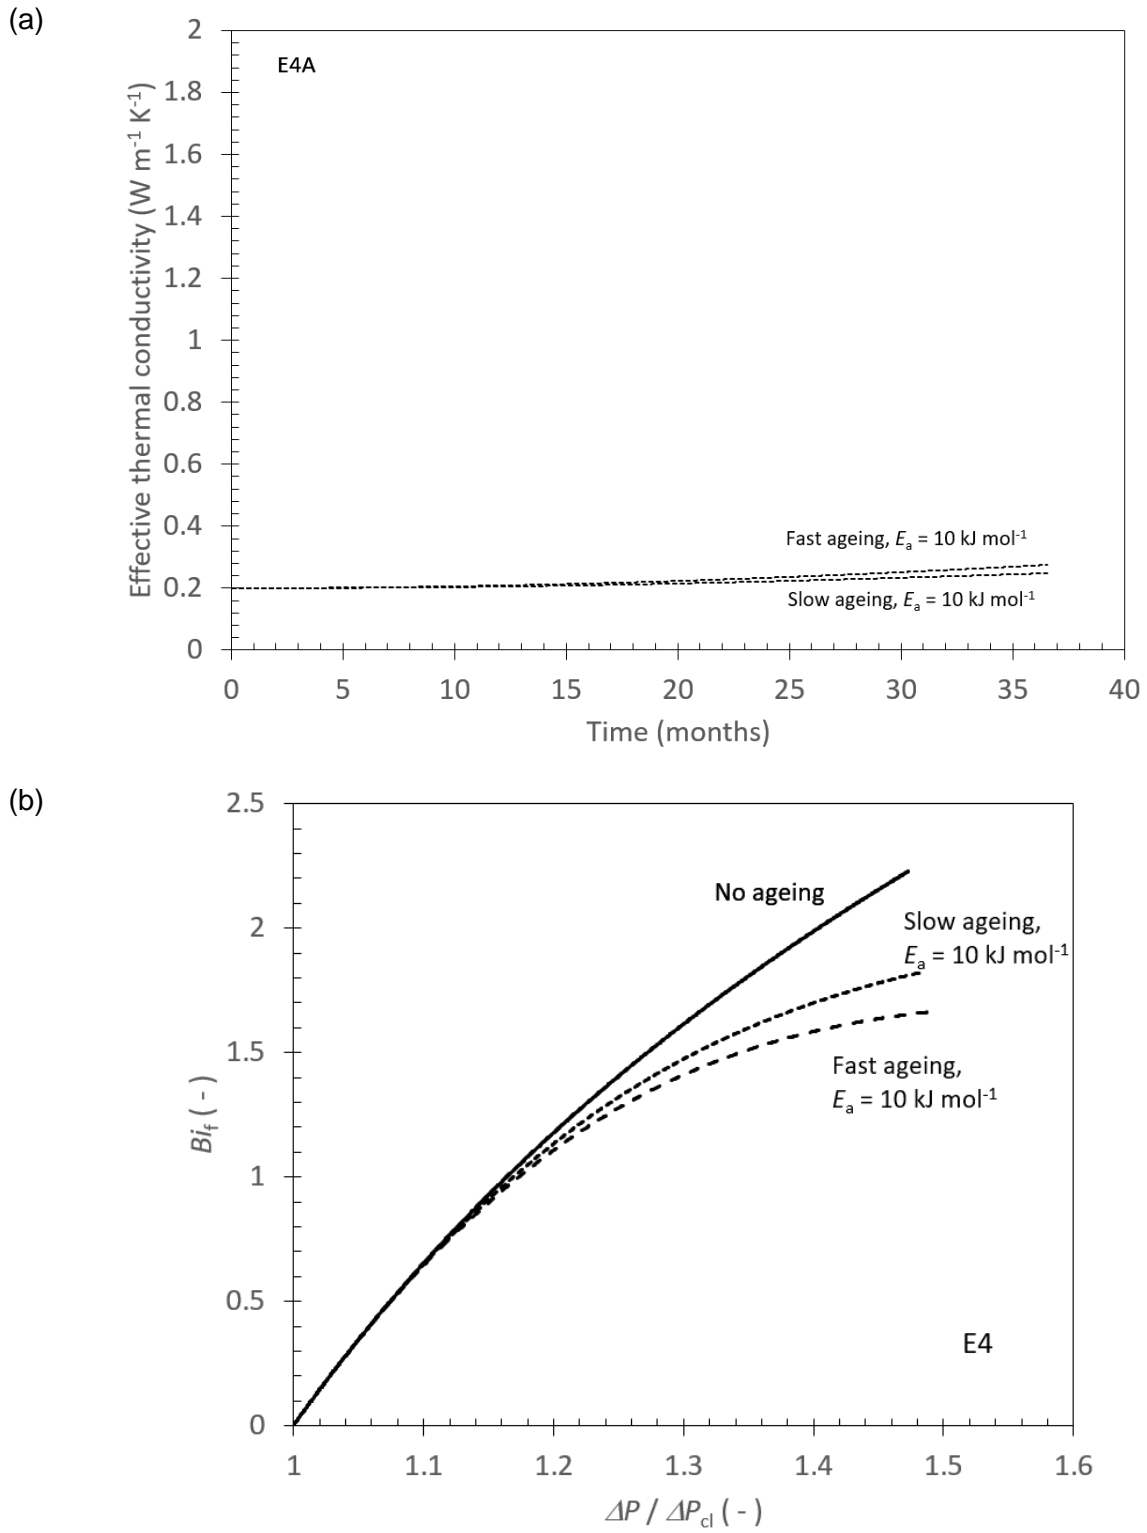 (a)
2
E4A
1.8
1.6
1.4
1.2
1
0.8
0.6
0.4
0.2
0
Effective thermal conductivity (W m-1 K-1)
Fast ageing, Ea = 10 kJ mol-1
Slow ageing, Ea = 10 kJ mol-1
0 5 10 15 20 25 30 35 40
Time (months)
(b)
2.5
2
1.5
1
0.5
0
Bif ( - )
No ageing
Slow ageing,
Ea = 10 kJ mol-1
Fast ageing,
Ea = 10 kJ mol-1
E4
1 1.1 1.2 1.3 1.4 1.5 1.6
ΔP / ΔPcl ( - )